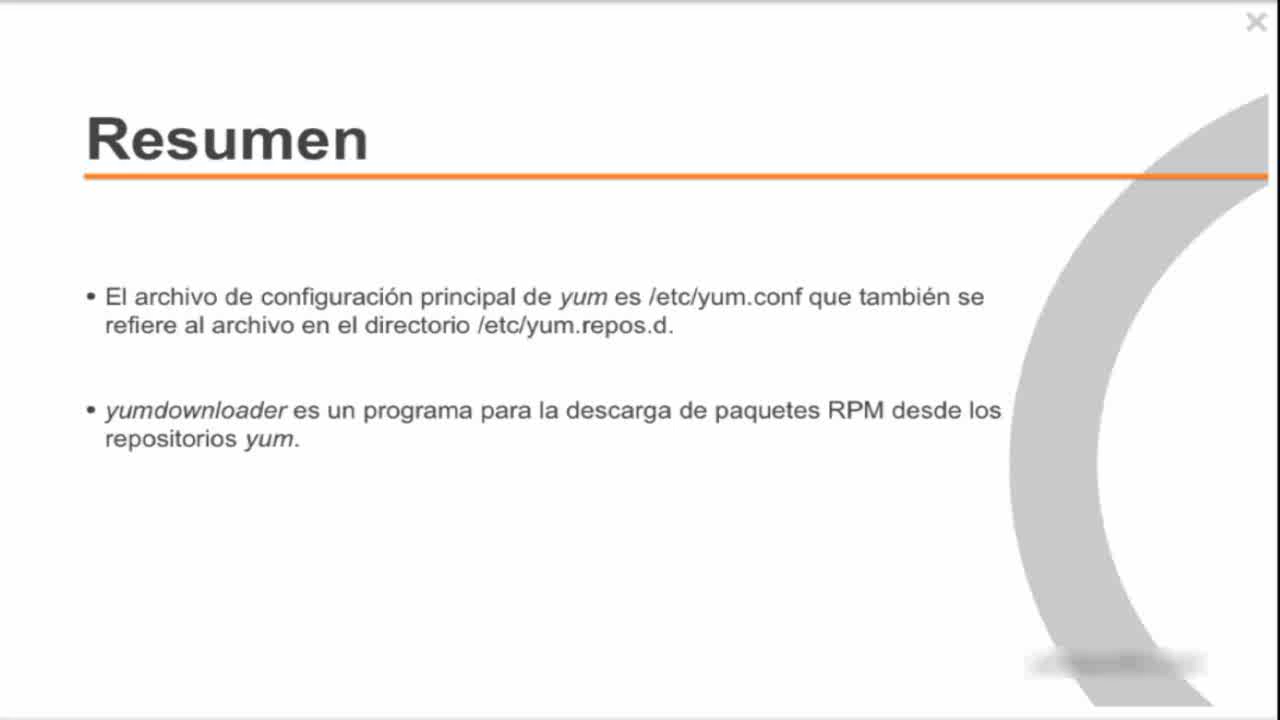 Resumen
• El archivo de configuración principal de yum es /etc/yum.conf que también se
refiere al archivo en el directorio /etc/yum.repos.d.
• yumdownloader es un programa para la descarga de paquetes RPM desde los
repositorios yum.